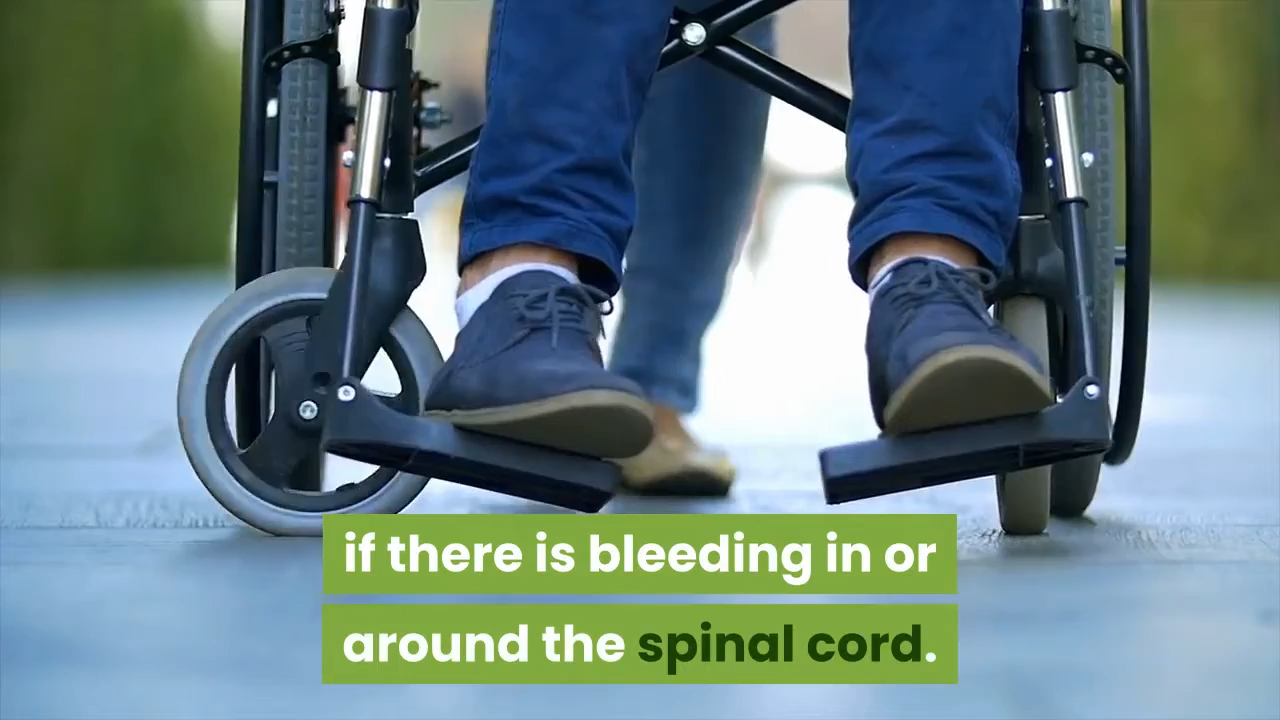 if there is bleeding in or
around the spinal cord.